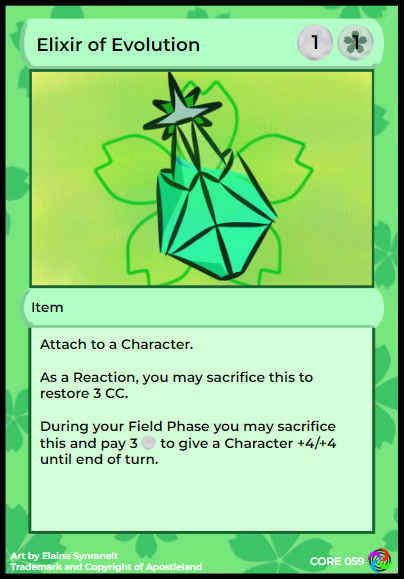 Elixir of Evolution
1 1
Item
Attach to a Character.
As a Reaction, you may sacrifice this to
restore 3 CC.
During your Field Phase you may sacrifice
this and pay 3 to give a Character +4/+4
until end of turn.
Art by Elaina Synranelt
Trademark and Copyright of Apostleland
CORE 059